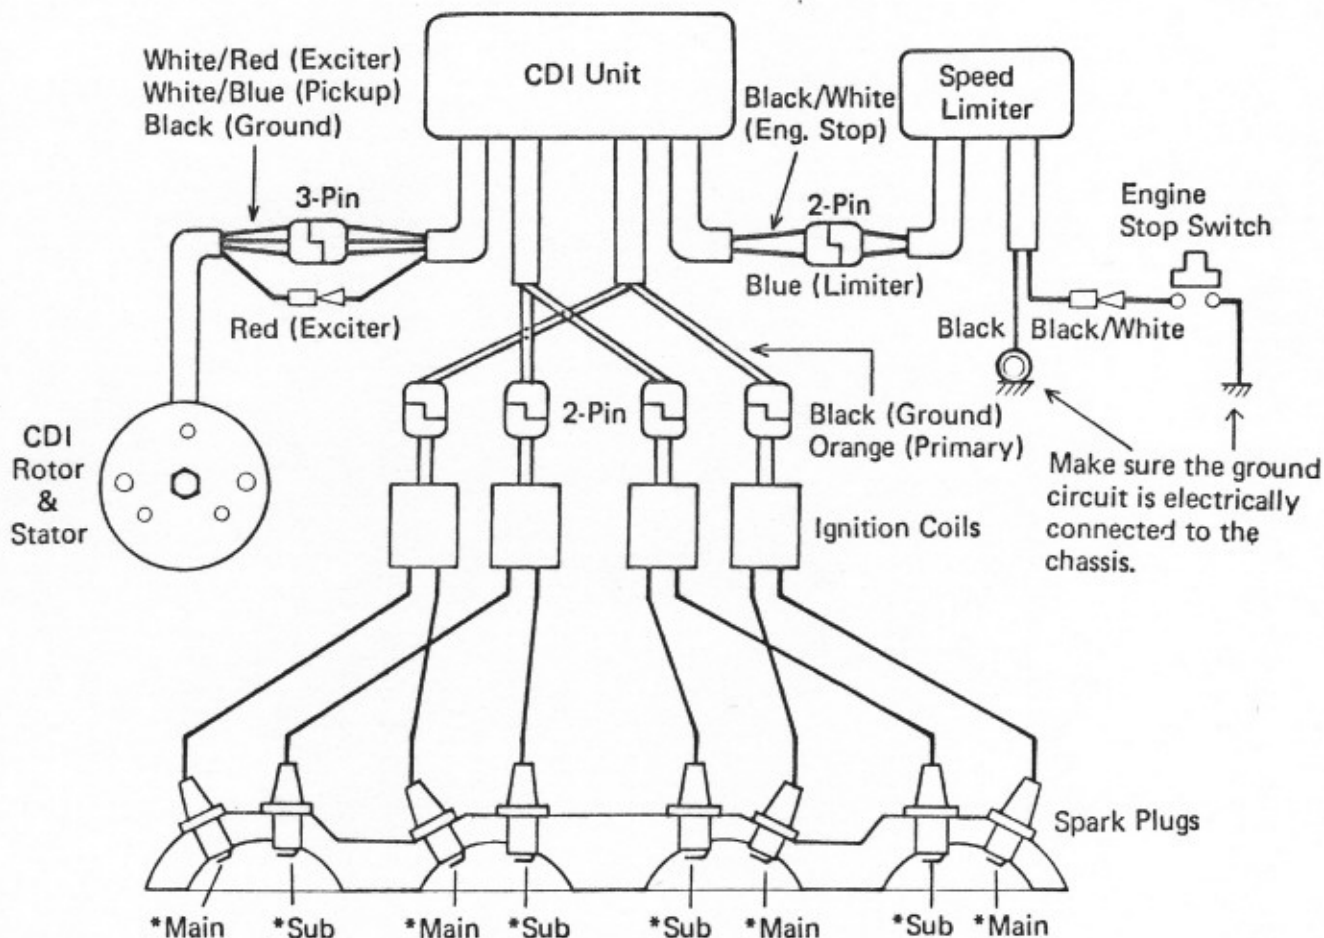 White/Red (Exciter)
White/Blue (Pickup)
Black (Ground)
CDI Unit
Speed
Limiter
Black/White
(Eng. Stop)
3-Pin
2-Pin
Engine
Stop Switch
Red (Exciter)
Blue (Limiter)
Black
Black/White
CDI
Rotor
&
Stator
2-Pin
Black (Ground)
Orange (Primary)
Make sure the ground
circuit is electrically
connected to the
chassis.
Ignition Coils
Spark Plugs
*Main *Sub *Main *Sub *Sub *Main *Sub *Main